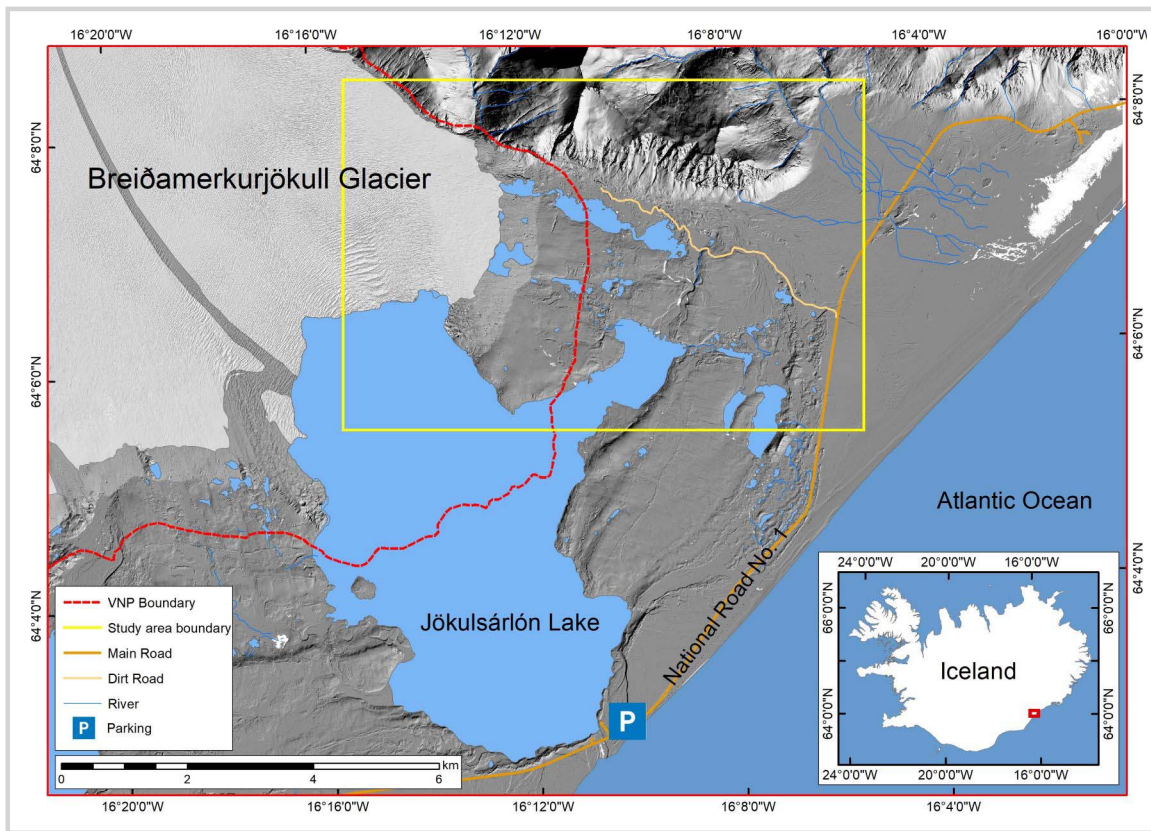 16°20'0"W 16°16'0"W 16°12'0"W 16°8'0"W 16°4'0"W 16°0'0"W
64°8'0"N
64°8'0"N
Breiðamerkurjökull Glacier
64°6'0"N
64°6'0"N
Atlantic Ocean
National Road No. 1
64°4'0"N
64°4'0"N
Jökulsárlón Lake
P
VNP Boundary
Study area boundary
Main Road
Dirt Road
River
P Parking
km
0 2 4 6
24°0'0"W 20°0'0"W 16°0'0"W
66°0'0"N
66°0'0"N
Iceland
64°0'0"N
64°0'0"N
24°0'0"W 20°0'0"W 16°0'0"W
16°20'0"W 16°16'0"W 16°12'0"W 16°8'0"W 16°4'0"W